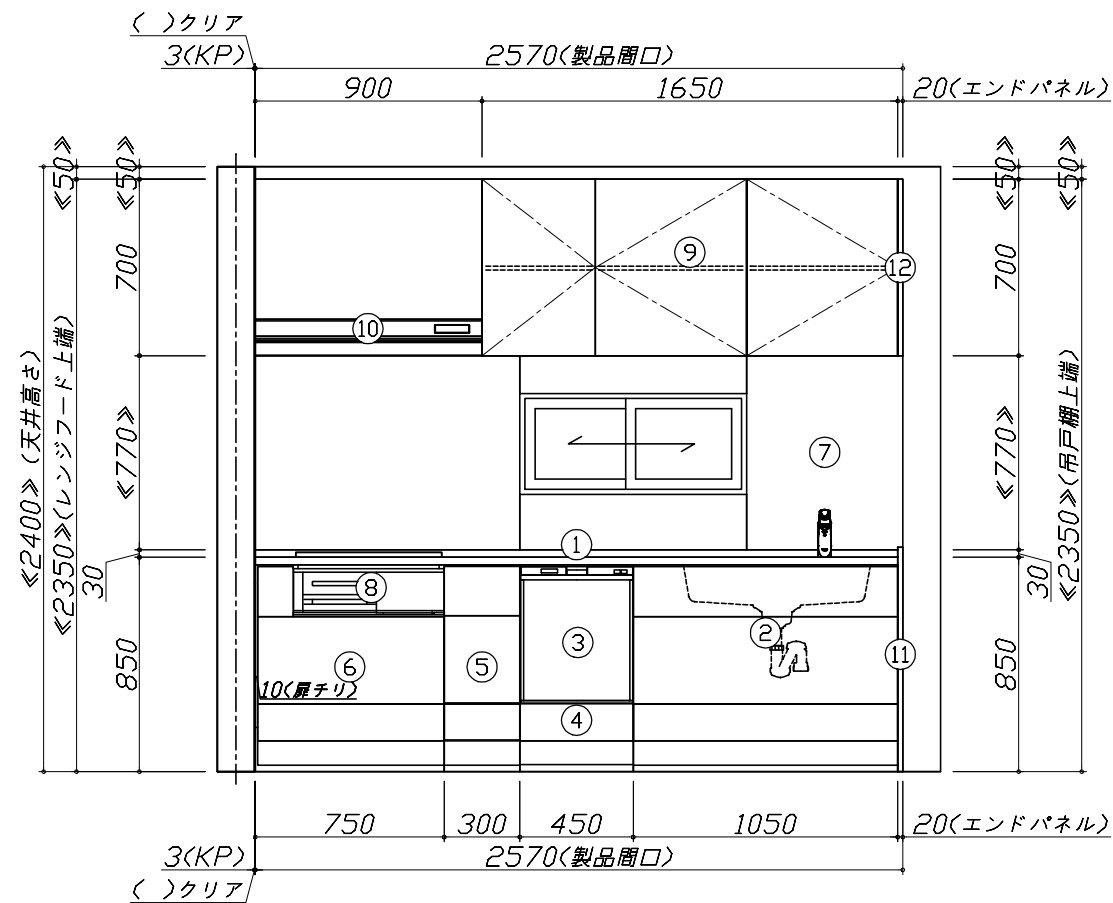 ( )クリア
3(KP)
2570(製品間口)
900
1650
20(エンドパネル)
≪50≫
≪50≫
≪50≫
≪50≫
700
700
⑨
⑫
⑩
≪2400≫(天井高さ)
≪2350≫(レンジフード上端)
≪770≫
≪770≫
≪2350≫(吊戸棚上端)
⑦
①
30
30
⑧
②
③
⑪
⑥
⑤
850
850
10(扉チリ)
④
750
300
450
1050
20(エンドパネル)
3(KP)
2570(製品間口)
( )クリア